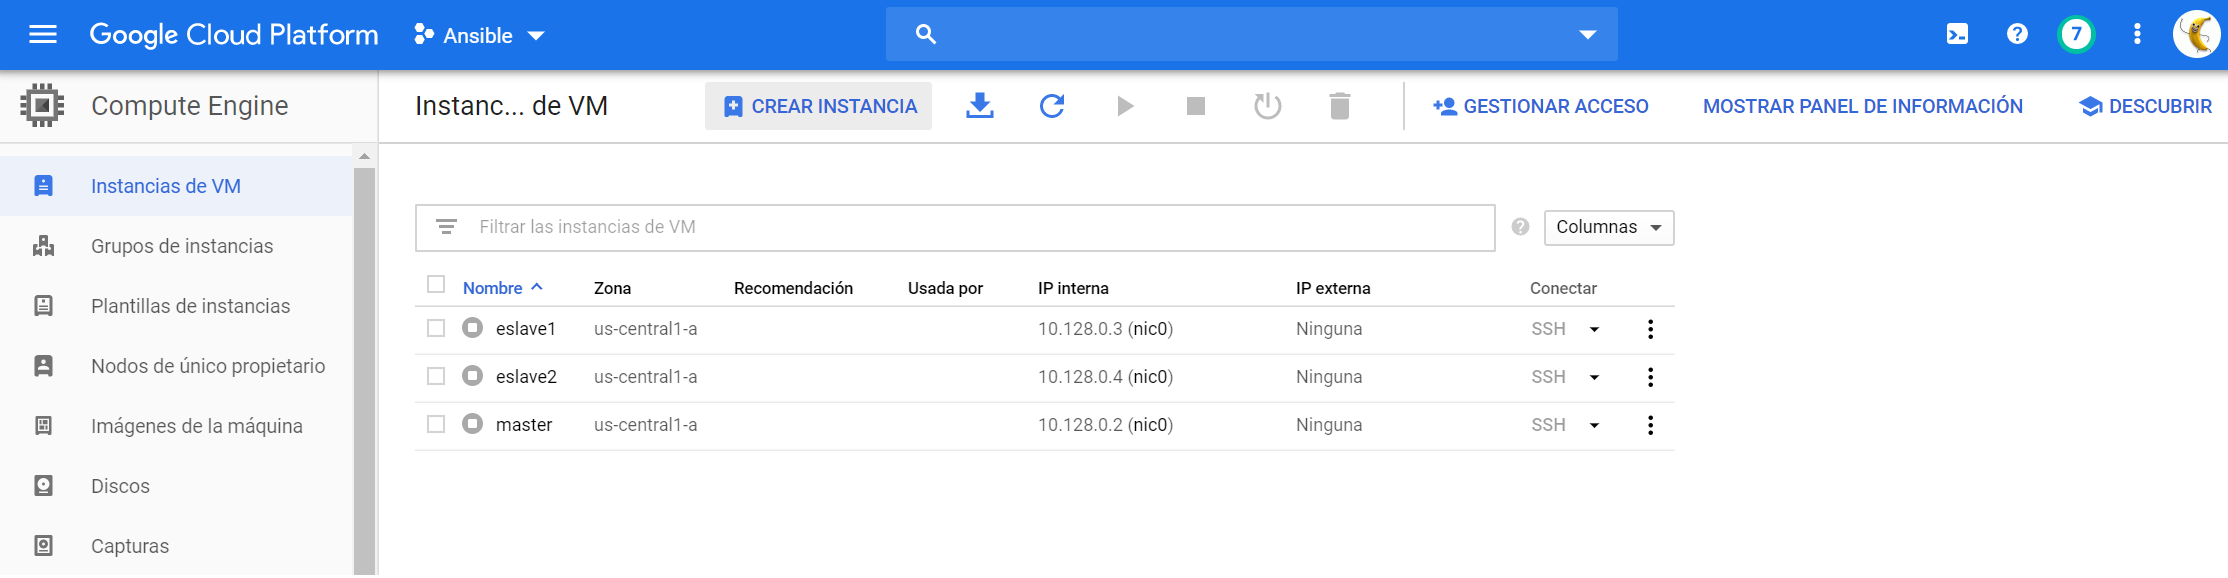 Google Cloud Platform Ansible 7
Compute Engine Instanc... de VM CREAR INSTANCIA GESTIONAR ACCESO MOSTRAR PANEL DE INFORMACIÓN DESCUBRIR
Instancias de VM
Grupos de instancias
Plantillas de instancias
Nodos de único propietario
Imágenes de la máquina
Discos
Capturas
Filtrar las instancias de VM Columnas
Nombre Zona Recomendación Usada por IP interna IP externa Conectar
eslave1 us-central1-a 10.128.0.3 (nic0) Ninguna SSH
eslave2 us-central1-a 10.128.0.4 (nic0) Ninguna SSH
master us-central1-a 10.128.0.2 (nic0) Ninguna SSH